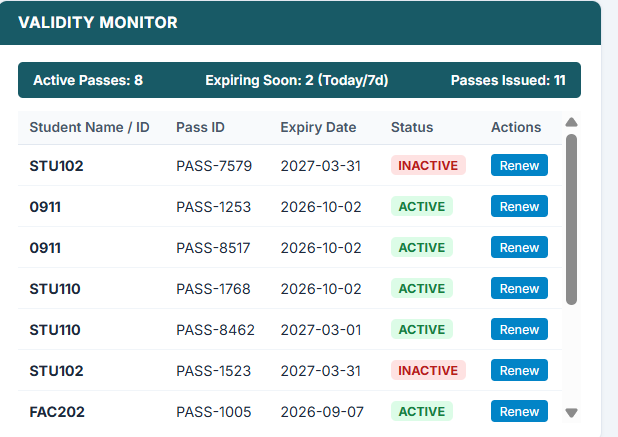 VALIDITY MONITOR
Active Passes: 8 Expiring Soon: 2 (Today/7d) Passes Issued: 11
Student Name / ID Pass ID Expiry Date Status Actions
STU102 PASS-7579 2027-03-31 INACTIVE Renew
0911 PASS-1253 2026-10-02 ACTIVE Renew
0911 PASS-8517 2026-10-02 ACTIVE Renew
STU110 PASS-1768 2026-10-02 ACTIVE Renew
STU110 PASS-8462 2027-03-01 ACTIVE Renew
STU102 PASS-1523 2027-03-31 INACTIVE Renew
FAC202 PASS-1005 2026-09-07 ACTIVE Renew